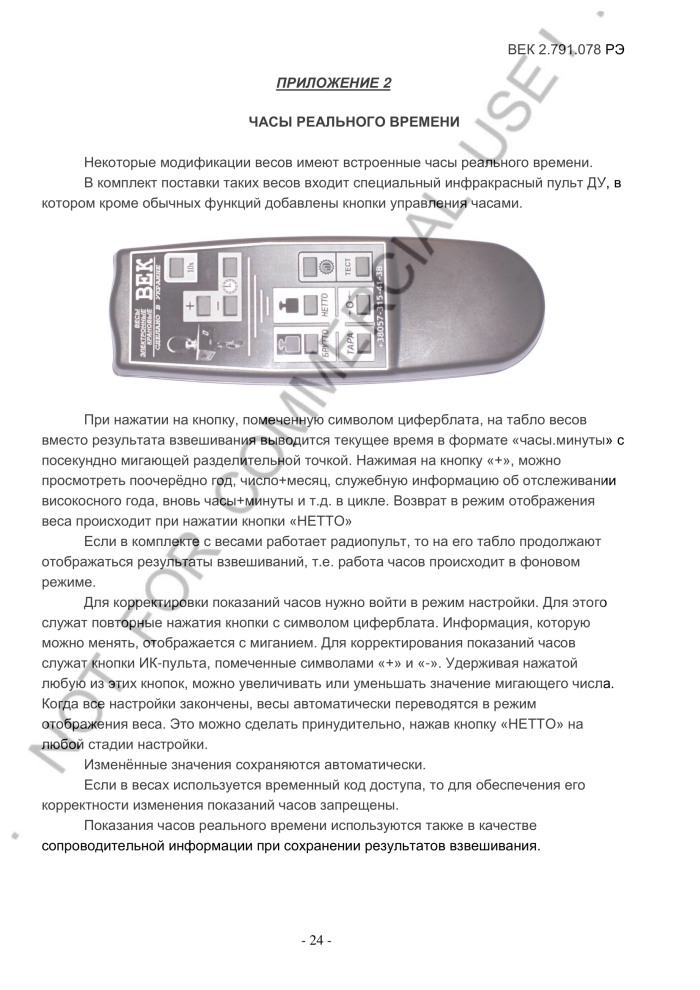 ВЕК 2.791.078 РЭ
ПРИЛОЖЕНИЕ 2
ЧАСЫ РЕАЛЬНОГО ВРЕМЕНИ
Некоторые модификации весов имеют встроенные часы реального времени.
В комплект поставки таких весов входит специальный инфракрасный пульт ДУ, в
котором кроме обычных функций добавлены кнопки управления часами.
ВЕСЫ
ЭЛЕКТРОННЫЕ
КРАНОВЫЕ
ВЕК
СДЕЛАНО В УКРАИНЕ
10x
+
-
ТЕСТ
НЕТТО
О
БРУТТО
ТАРА
+38057-315-41-38
При нажатии на кнопку, помеченную символом циферблата, на табло весов
вместо результата взвешивания выводится текущее время в формате «часы.минуты» с
посекундно мигающей разделительной точкой. Нажимая на кнопку «+», можно
просмотреть поочерёдно год, число+месяц, служебную информацию об отслеживании
високосного года, вновь часы+минуты и т.д. в цикле. Возврат в режим отображения
веса происходит при нажатии кнопки «НЕТТО»
Если в комплекте с весами работает радиопульт, то на его табло продолжают
отображаться результаты взвешиваний, т.е. работа часов происходит в фоновом
режиме.
Для корректировки показаний часов нужно войти в режим настройки. Для этого
служат повторные нажатия кнопки с символом циферблата. Информация, которую
можно менять, отображается с миганием. Для корректирования показаний часов
служат кнопки ИК-пульта, помеченные символами «+» и «-». Удерживая нажатой
любую из этих кнопок, можно увеличивать или уменьшать значение мигающего числа.
Когда все настройки закончены, весы автоматически переводятся в режим
отображения веса. Это можно сделать принудительно, нажав кнопку «НЕТТО» на
любой стадии настройки.
Изменённые значения сохраняются автоматически.
Если в весах используется временный код доступа, то для обеспечения его
корректности изменения показаний часов запрещены.
Показания часов реального времени используются также в качестве
сопроводительной информации при сохранении результатов взвешивания.
NOT FOR COMMERCIAL USE !
- 24 -